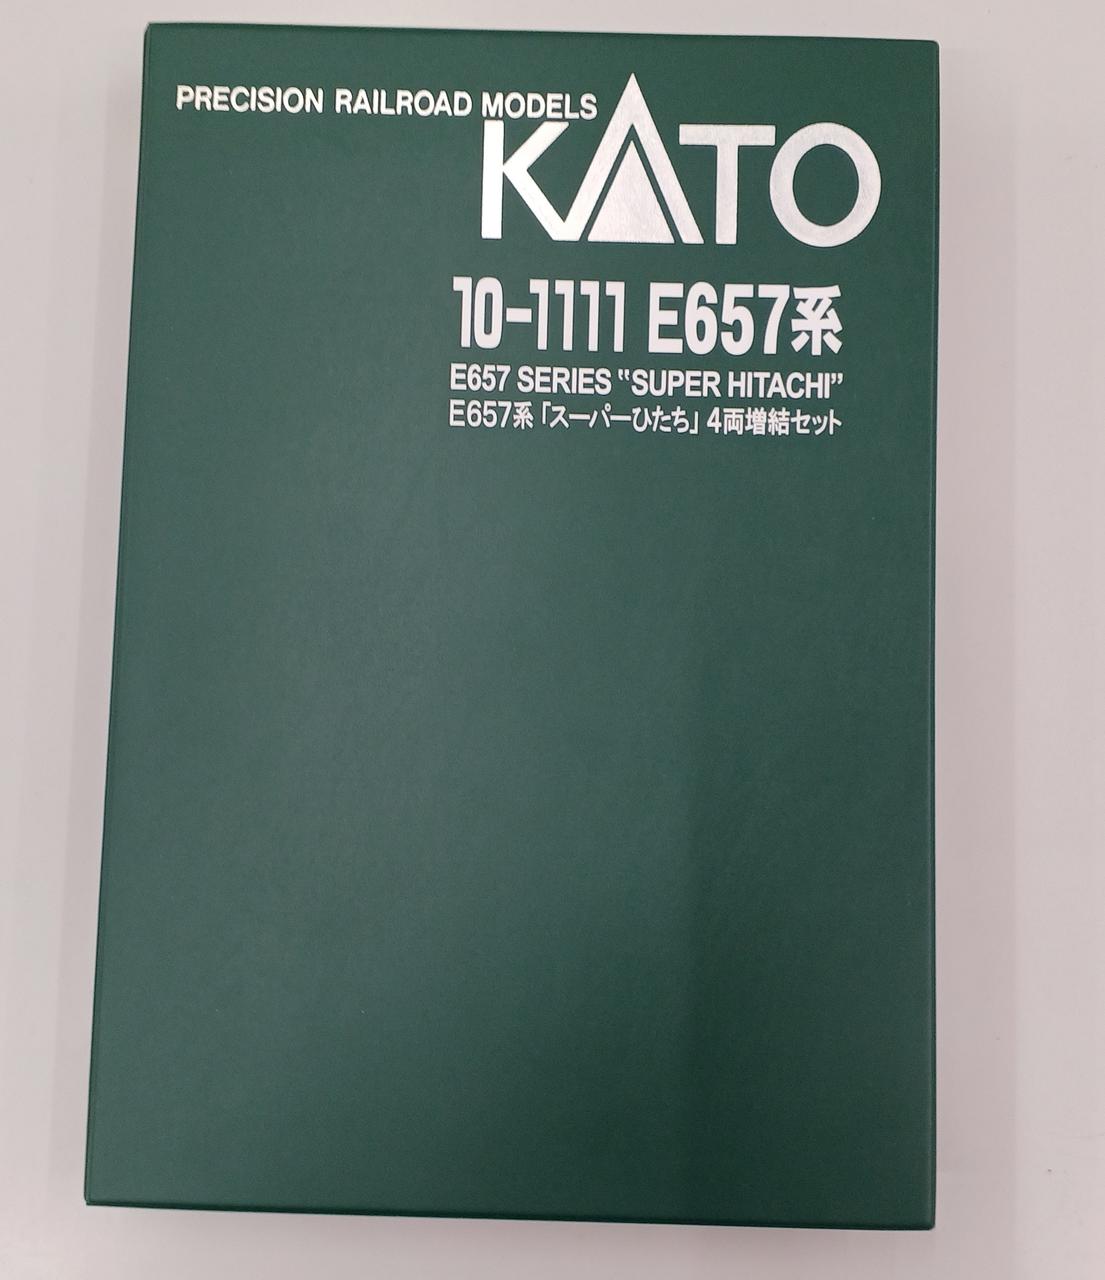 PRECISION RAILROAD MODELS
KATO
10-1111 E657系
E657 SERIES “SUPER HITACHI”
E657系「スーパーひたち」4両増結セット